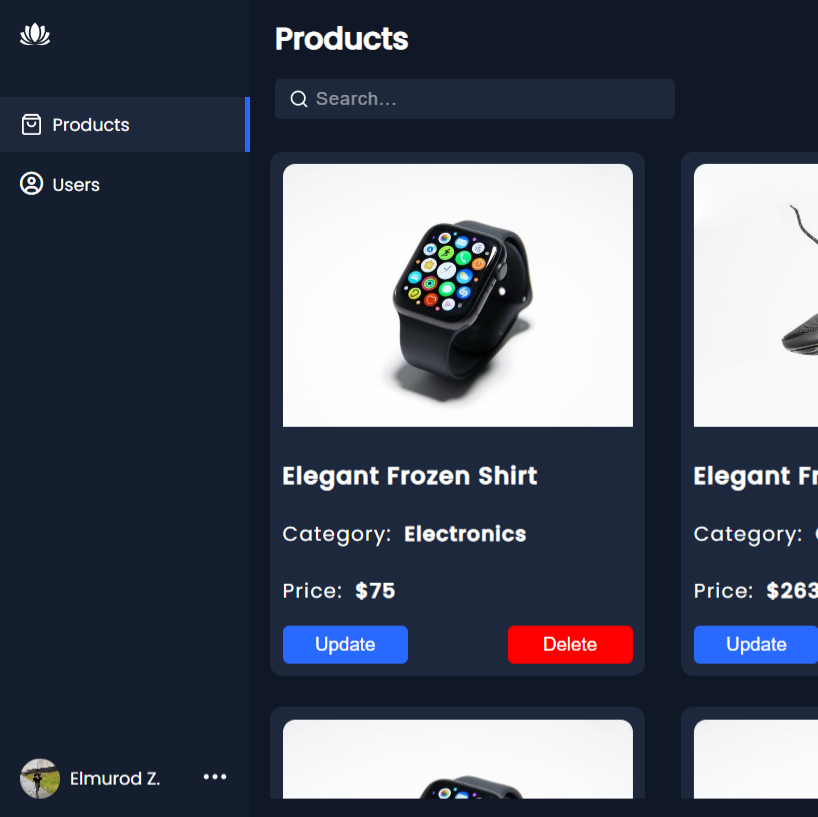 Products
Search...
Products
Users
Elegant Frozen Shirt
Category: Electronics
Price: $75
Update
Delete
Elegant
Category:
Price: $263
Update
Elmurod Z.